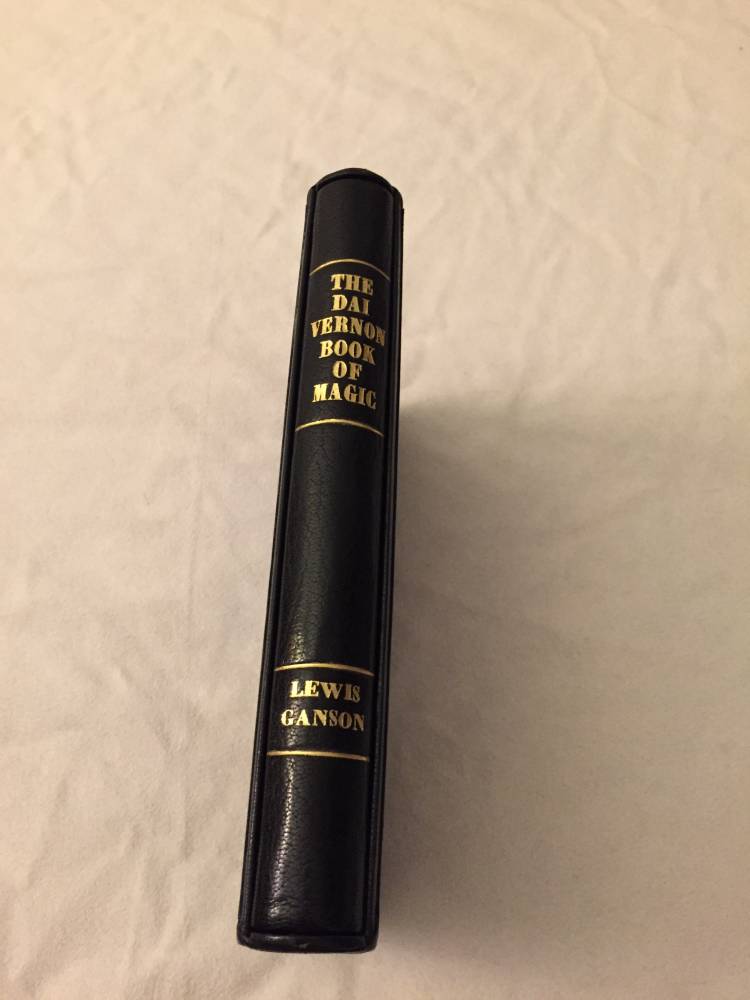 THE
DAI
VERNON
BOOK
OF
MAGIC
LEWIS
GANSON